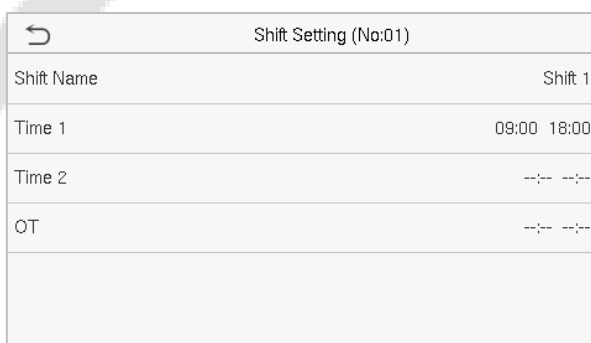 Shift Setting (No:01)
Shift Name Shift 1
Time 1 09:00 18:00
Time 2 --:-- --:--
OT --:-- --:--